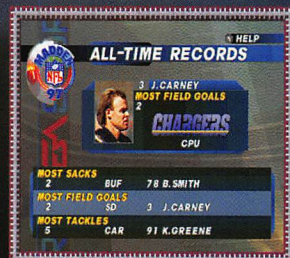 HELP
MADDEN
NFL
97
ALL-TIME RECORDS
3 J.CARNEY
MOST FIELD GOALS
2
CHARGERS
CPU
MOST SACKS
2 BUF 78 B.SMITH
MOST FIELD GOALS
2 SD 3 J.CARNEY
MOST TACKLES
5 CAR 91 K.GREENE